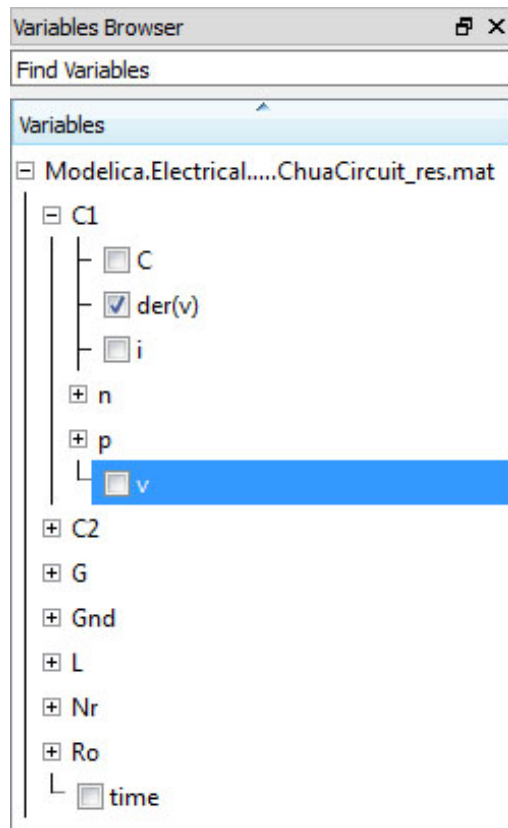 Variables Browser
Find Variables
Variables
Modelica.Electrical.....ChuaCircuit_res.mat
C1
C
der(v)
i
n
p
v
C2
G
Gnd
L
Nr
Ro
time